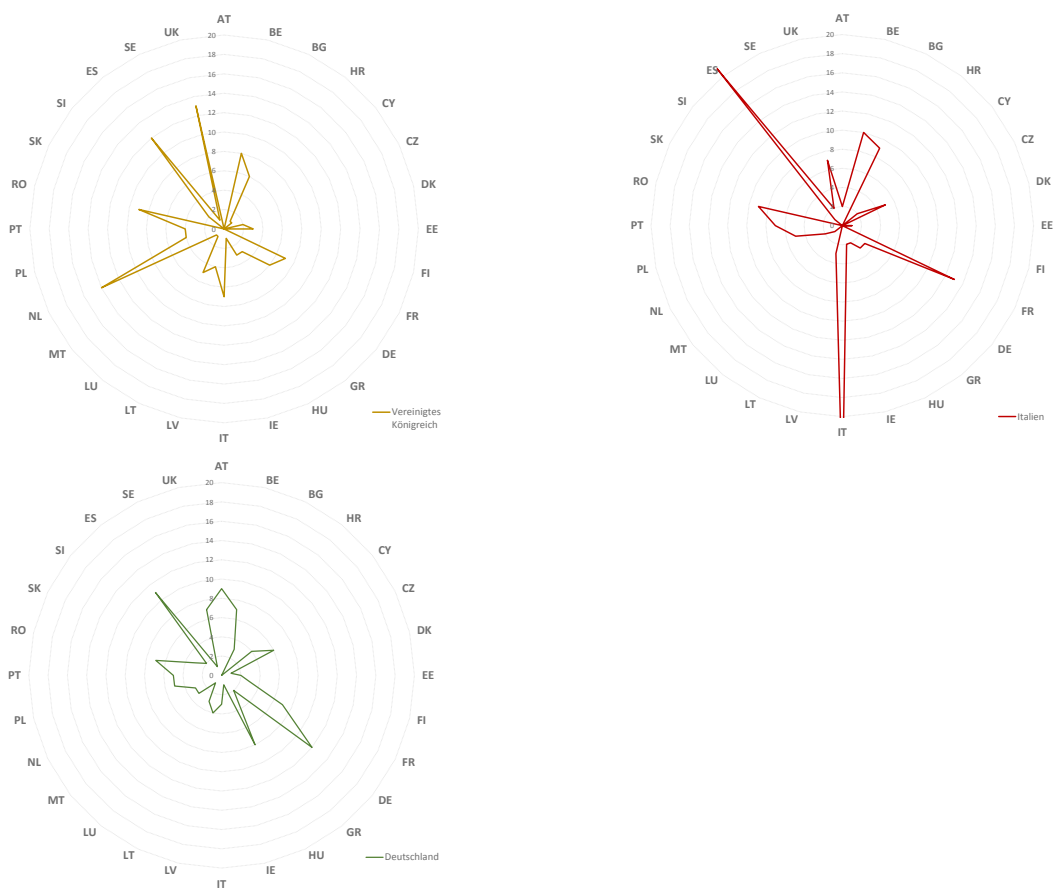 AT
BE
BG
HR
CY
CZ
DK
EE
FI
FR
DE
GR
HU
IE
IT
LV
LT
LU
MT
NL
PL
PT
RO
SK
SI
ES
SE
UK
20
18
16
14
12
10
8
6
4
2
0
Vereinigtes
Königreich
AT
BE
BG
HR
CY
CZ
DK
EE
FI
FR
DE
GR
HU
IE
IT
LV
LT
LU
MT
NL
PL
PT
RO
SK
SI
ES
SE
UK
20
18
16
14
12
10
8
6
4
2
0
Italien
AT
BE
BG
HR
CY
CZ
DK
EE
FI
FR
DE
GR
HU
IE
IT
LV
LT
LU
MT
NL
PL
PT
RO
SK
SI
ES
SE
UK
20
18
16
14
12
10
8
6
4
2
0
Deutschland